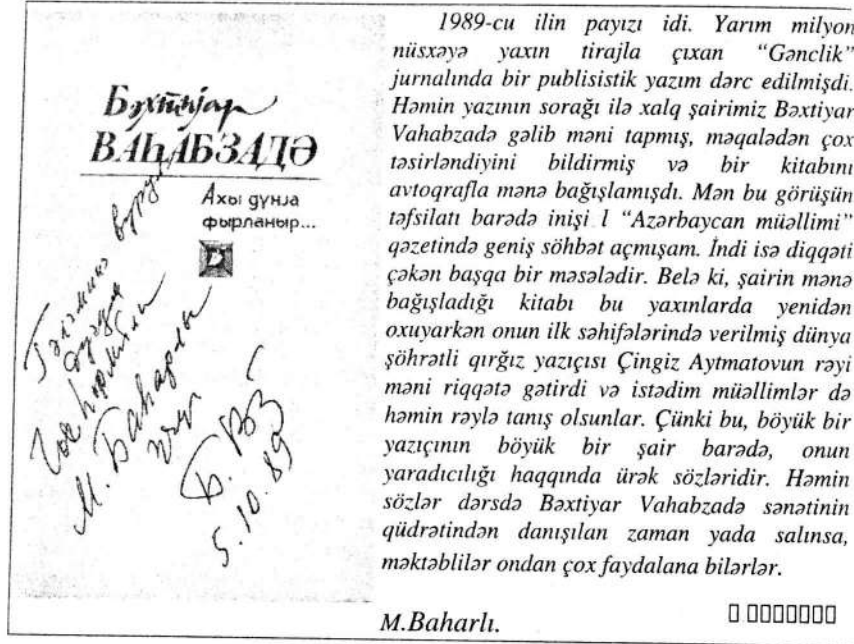 Бәхтијар
ВАҺАБЗАДӘ
Ахы дүнја
фырланыр...
М. Баһарлы
Б. ВЗ
5.10.89
1989-cu ilin payızı idi. Yarım milyon
nüsxəyə yaxın tirajla çıxan “Gənclik”
jurnalında bir publisistik yazım dərc edilmişdi.
Həmin yazının sorağı ilə xalq şairimiz Bəxtiyar
Vahabzadə gəlib məni tapmış, məqalədən çox
təsirləndiyini bildirmiş və bir kitabını
avtoqrafla mənə bağışlamışdı. Mən bu görüşün
təfsilatı barədə inişi l “Azərbaycan müəllimi”
qəzetində geniş söhbət açmışam. İndi isə diqqəti
çəkən başqa bir məsələdir. Belə ki, şairin mənə
bağışladığı kitabı bu yaxınlarda yenidən
oxuyarkən onun ilk səhifələrində verilmiş dünya
şöhrətli qırğız yazıçısı Çingiz Aytmatovun rəyi
məni riqqətə gətirdi və istədim müəllimlər də
həmin rəylə tanış olsunlar. Çünki bu, böyük bir
yazıçının böyük bir şair barədə, onun
yaradıcılığı haqqında ürək sözləridir. Həmin
sözlər dərsdə Bəxtiyar Vahabzadə sənətinin
qüdrətindən danışılan zaman yada salınsa,
məktəblilər ondan çox faydalana bilərlər.
M.Baharlı.